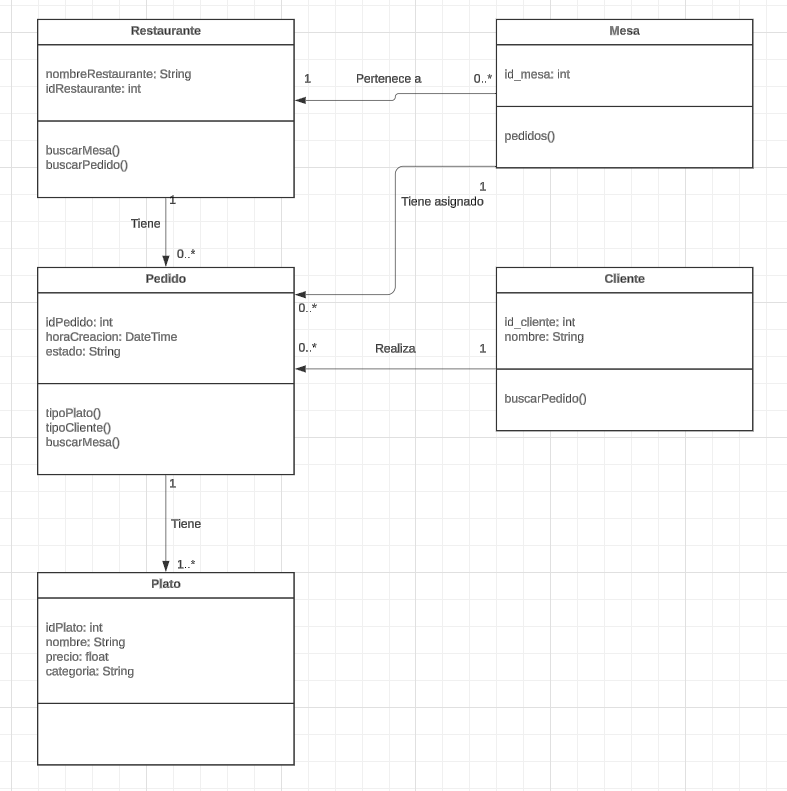 Restaurante
nombreRestaurante: String
idRestaurante: int
buscarMesa()
buscarPedido()
1
Pertenece a
0..*
Mesa
id_mesa: int
pedidos()
1
Tiene
0..*
1
Tiene asignado
0..*
Pedido
idPedido: int
horaCreacion: DateTime
estado: String
tipoPlato()
tipoCliente()
buscarMesa()
0..*
Realiza
1
Cliente
id_cliente: int
nombre: String
buscarPedido()
1
Tiene
1..*
Plato
idPlato: int
nombre: String
precio: float
categoria: String